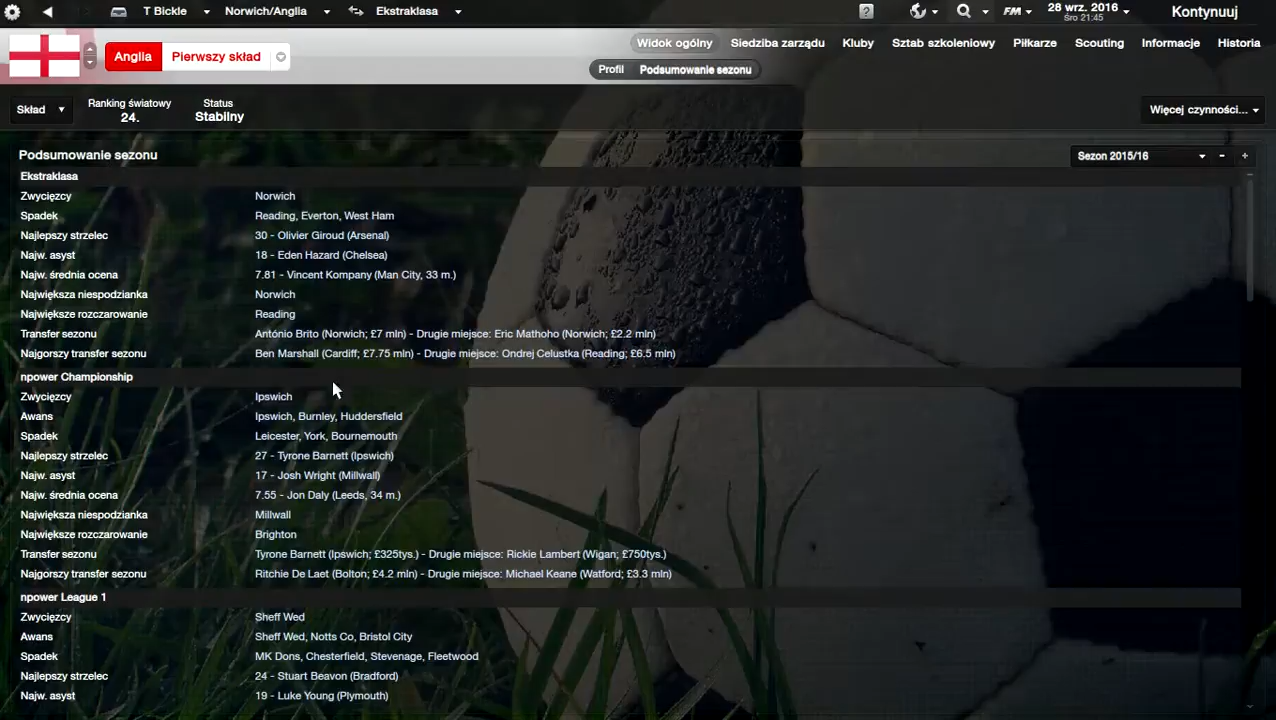 T Bickle Norwich/Anglia Ekstraklasa ? FM 28 wrz. 2016 Kontynuuj
Śro 21:45
Anglia Pierwszy skład Widok ogólny Siedziba zarządu Kluby Sztab szkoleniowy Piłkarze Scouting Informacje Historia
Profil Podsumowanie sezonu
Skład Ranking światowy Status Więcej czynności...
24. Stabilny
Podsumowanie sezonu Sezon 2015/16 - +
Ekstraklasa
Zwycięzcy Norwich
Spadek Reading, Everton, West Ham
Najlepszy strzelec 30 - Olivier Giroud (Arsenal)
Najw. asyst 18 - Eden Hazard (Chelsea)
Najw. średnia ocena 7.81 - Vincent Kompany (Man City, 33 m.)
Największa niespodzianka Norwich
Największe rozczarowanie Reading
Transfer sezonu António Brito (Norwich; £7 mln) - Drugie miejsce: Eric Mathoho (Norwich; £2.2 mln)
Najgorszy transfer sezonu Ben Marshall (Cardiff; £7.75 mln) - Drugie miejsce: Ondrej Celustka (Reading; £6.5 mln)
npower Championship
Zwycięzcy Ipswich
Awans Ipswich, Burnley, Huddersfield
Spadek Leicester, York, Bournemouth
Najlepszy strzelec 27 - Tyrone Barnett (Ipswich)
Najw. asyst 17 - Josh Wright (Millwall)
Najw. średnia ocena 7.55 - Jon Daly (Leeds, 34 m.)
Największa niespodzianka Millwall
Największe rozczarowanie Brighton
Transfer sezonu Tyrone Barnett (Ipswich; £325tys.) - Drugie miejsce: Rickie Lambert (Wigan; £750tys.)
Najgorszy transfer sezonu Ritchie De Laet (Bolton; £4.2 mln) - Drugie miejsce: Michael Keane (Watford; £3.3 mln)
npower League 1
Zwycięzcy Sheff Wed
Awans Sheff Wed, Notts Co, Bristol City
Spadek MK Dons, Chesterfield, Stevenage, Fleetwood
Najlepszy strzelec 24 - Stuart Beavon (Bradford)
Najw. asyst 19 - Luke Young (Plymouth)